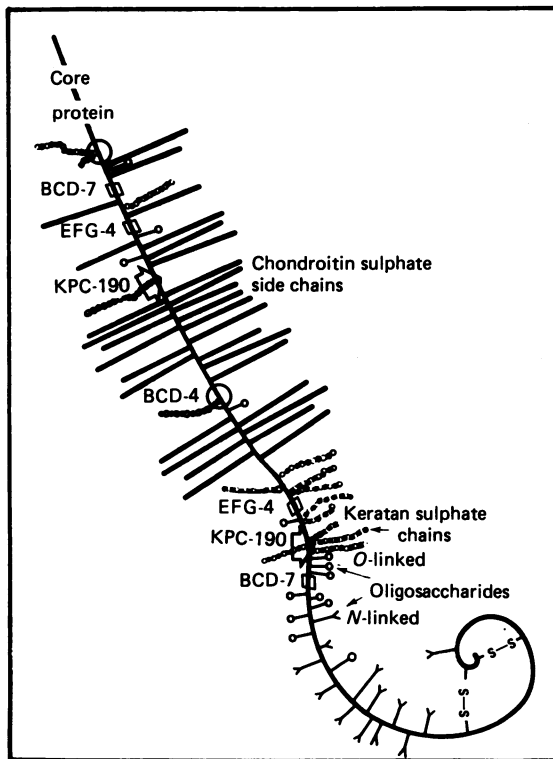 Core
protein
BCD-7
EFG-4
KPC-190
Chondroitin sulphate
side chains
BCD-4
EFG-4
Keratan sulphate
chains
KPC-190
O-linked
BCD-7
Oligosaccharides
N-linked
S–S
S
S